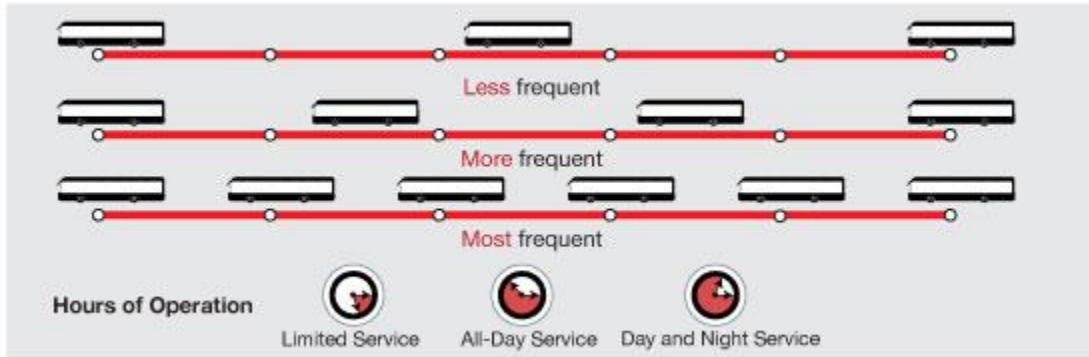 Less frequent
More frequent
Most frequent
Hours of Operation
Limited Service
All-Day Service
Day and Night Service